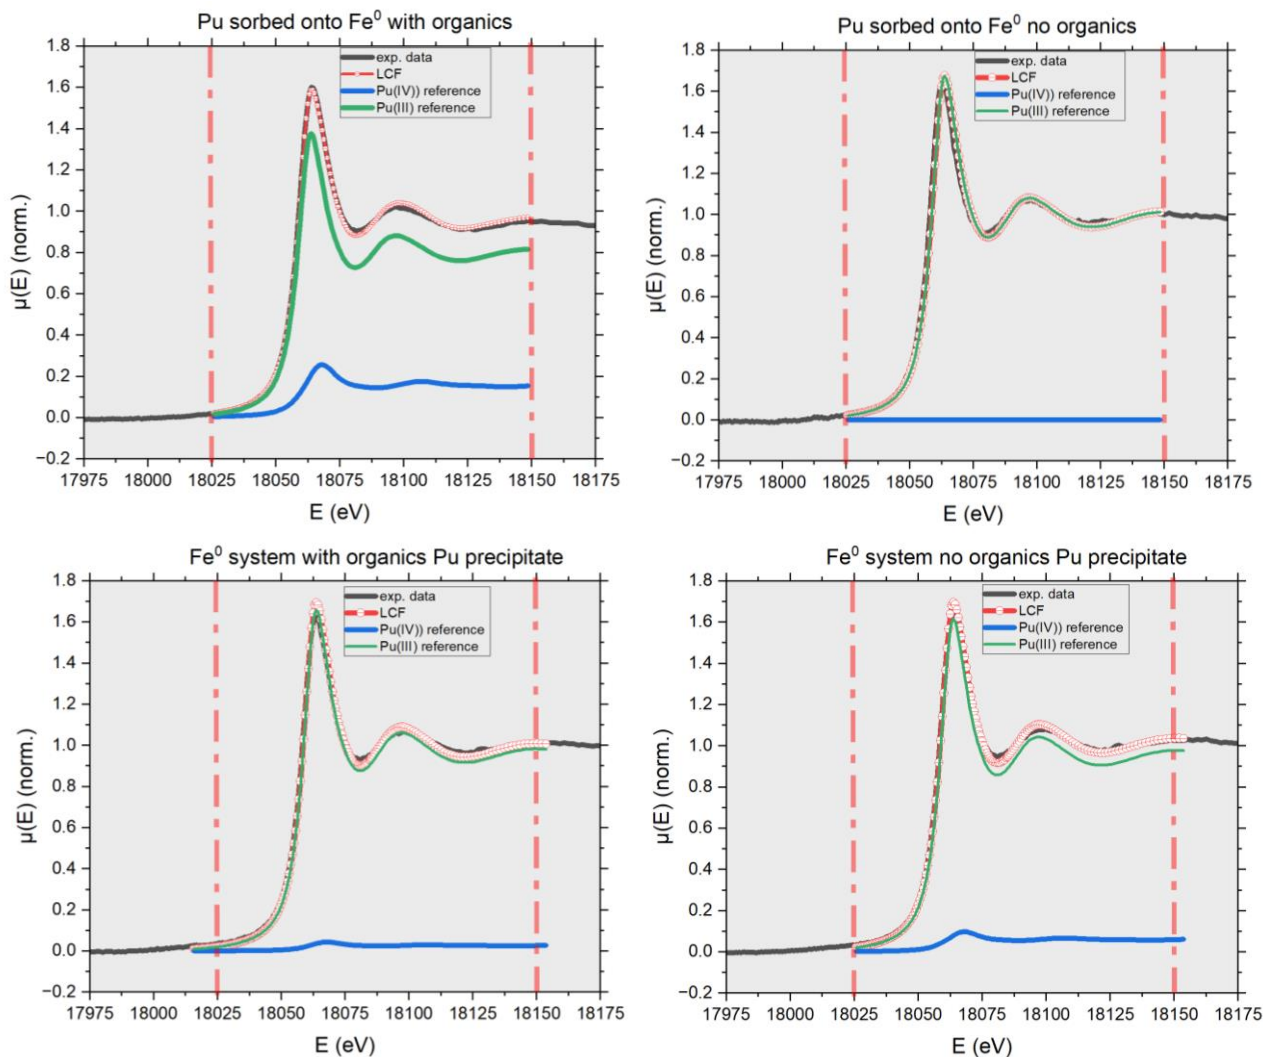 Pu sorbed onto Fe⁰ with organics
exp. data
LCF
Pu(IV)) reference
Pu(III) reference
1.8
1.6
1.4
1.2
1.0
0.8
0.6
0.4
0.2
0.0
−0.2
μ(E) (norm.)
17975 18000 18025 18050 18075 18100 18125 18150 18175
E (eV)
Pu sorbed onto Fe⁰ no organics
exp. data
LCF
Pu(IV)) reference
Pu(III) reference
1.8
1.6
1.4
1.2
1.0
0.8
0.6
0.4
0.2
0.0
−0.2
μ(E) (norm.)
17975 18000 18025 18050 18075 18100 18125 18150 18175
E (eV)
Fe⁰ system with organics Pu precipitate
exp. data
LCF
Pu(IV)) reference
Pu(III) reference
1.8
1.6
1.4
1.2
1.0
0.8
0.6
0.4
0.2
0.0
−0.2
μ(E) (norm.)
17975 18000 18025 18050 18075 18100 18125 18150 18175
E (eV)
Fe⁰ system no organics Pu precipitate
exp. data
LCF
Pu(IV)) reference
Pu(III) reference
1.8
1.6
1.4
1.2
1.0
0.8
0.6
0.4
0.2
0.0
−0.2
μ(E) (norm.)
17975 18000 18025 18050 18075 18100 18125 18150 18175
E (eV)